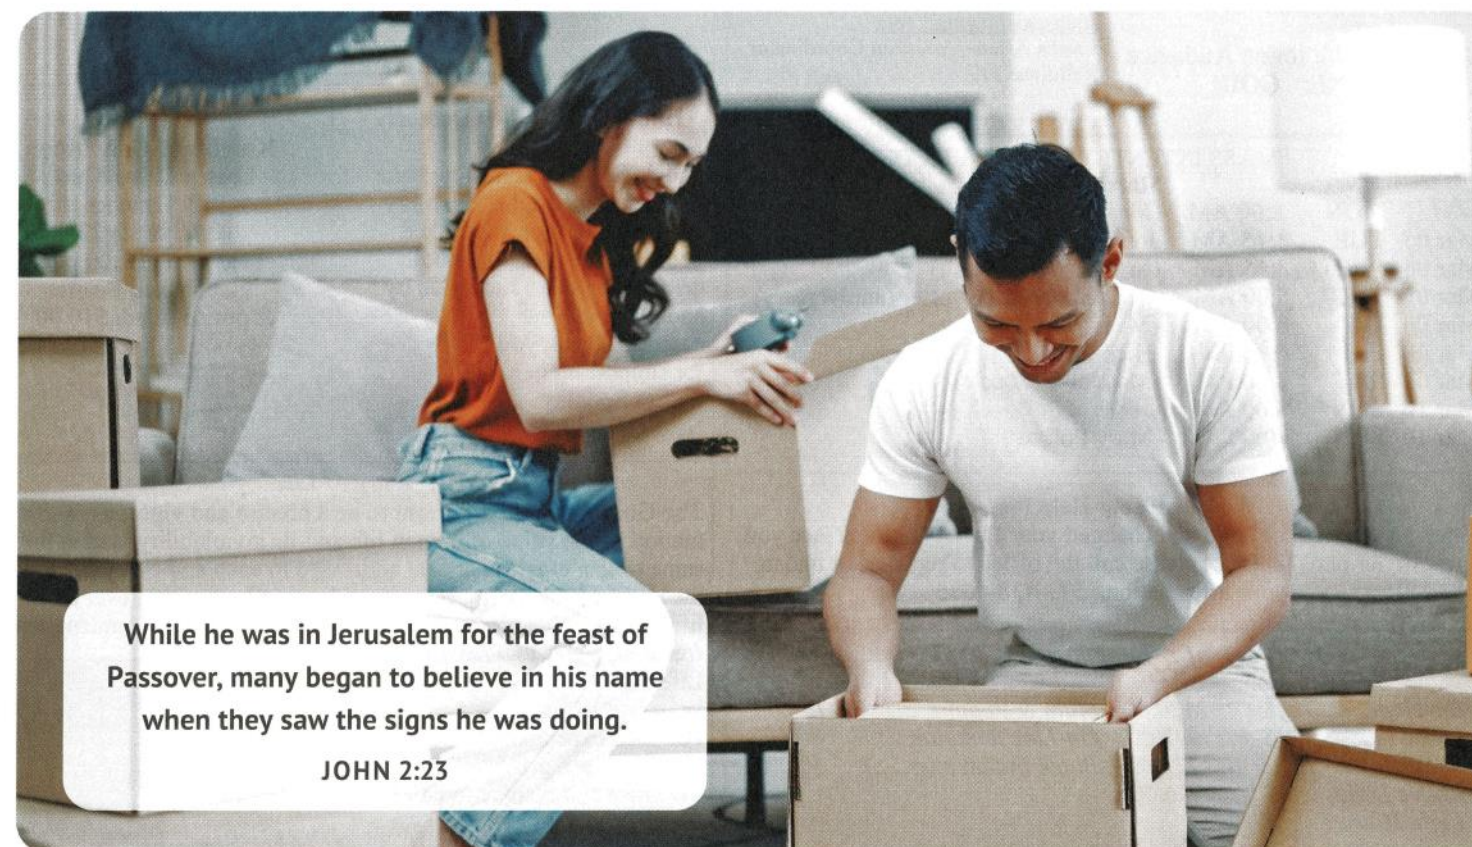 While he was in Jerusalem for the feast of
Passover, many began to believe in his name
when they saw the signs he was doing.
JOHN 2:23